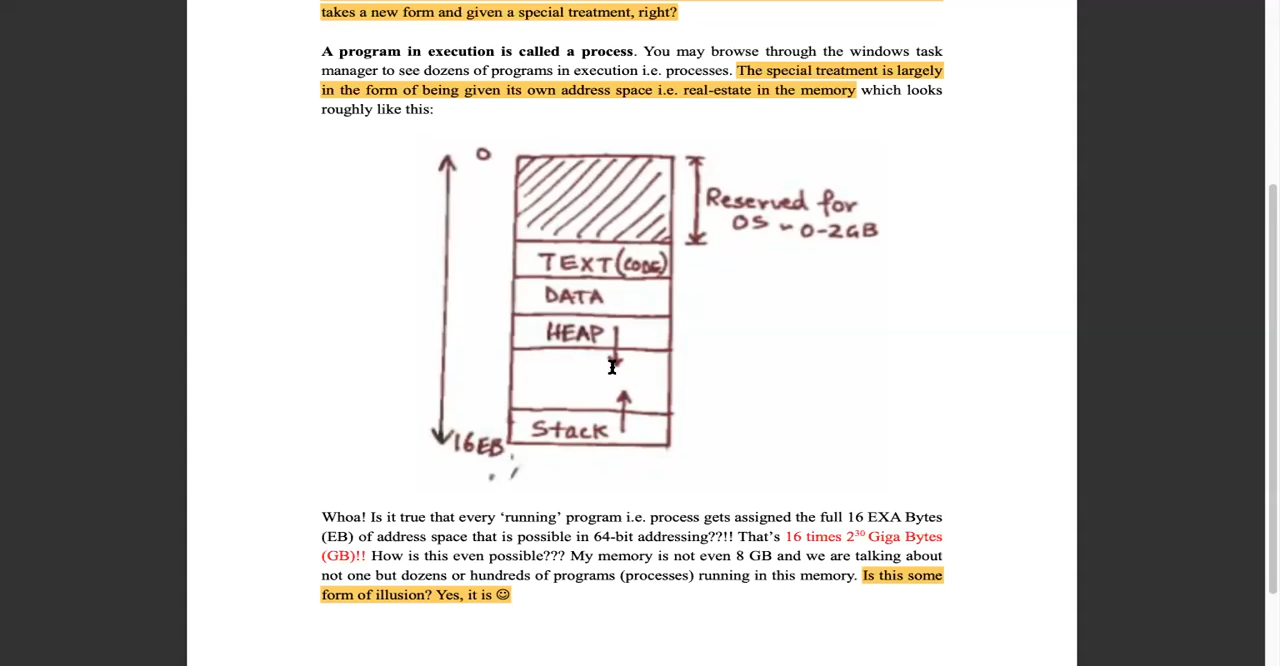 takes a new form and given a special treatment, right?
A program in execution is called a process. You may browse through the windows task
manager to see dozens of programs in execution i.e. processes. The special treatment is largely
in the form of being given its own address space i.e. real-estate in the memory which looks
roughly like this:
0
Reserved for
OS ~ 0-2GB
TEXT (CODE)
DATA
HEAP
Stack
16EB
Whoa! Is it true that every ‘running’ program i.e. process gets assigned the full 16 EXA Bytes
(EB) of address space that is possible in 64-bit addressing??!! That’s 16 times 2³⁰ Giga Bytes
(GB)!! How is this even possible??? My memory is not even 8 GB and we are talking about
not one but dozens or hundreds of programs (processes) running in this memory. Is this some
form of illusion? Yes, it is ☺